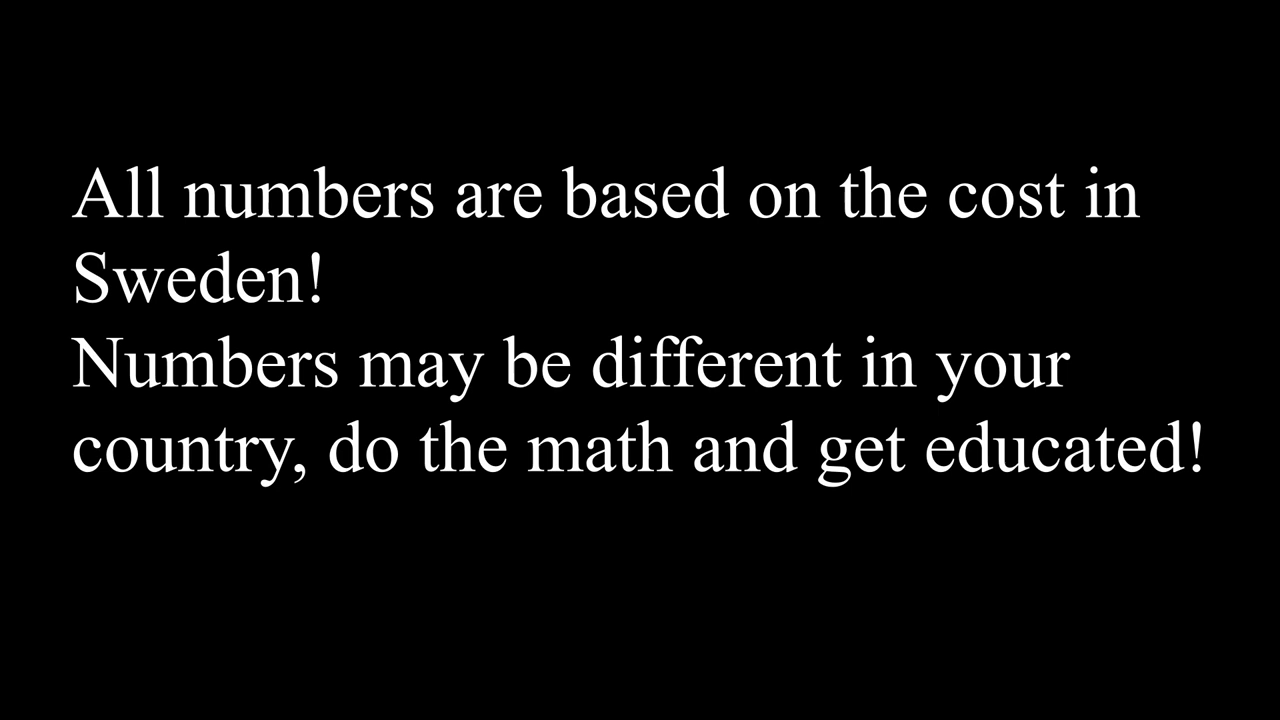 All numbers are based on the cost in
Sweden!
Numbers may be different in your
country, do the math and get educated!